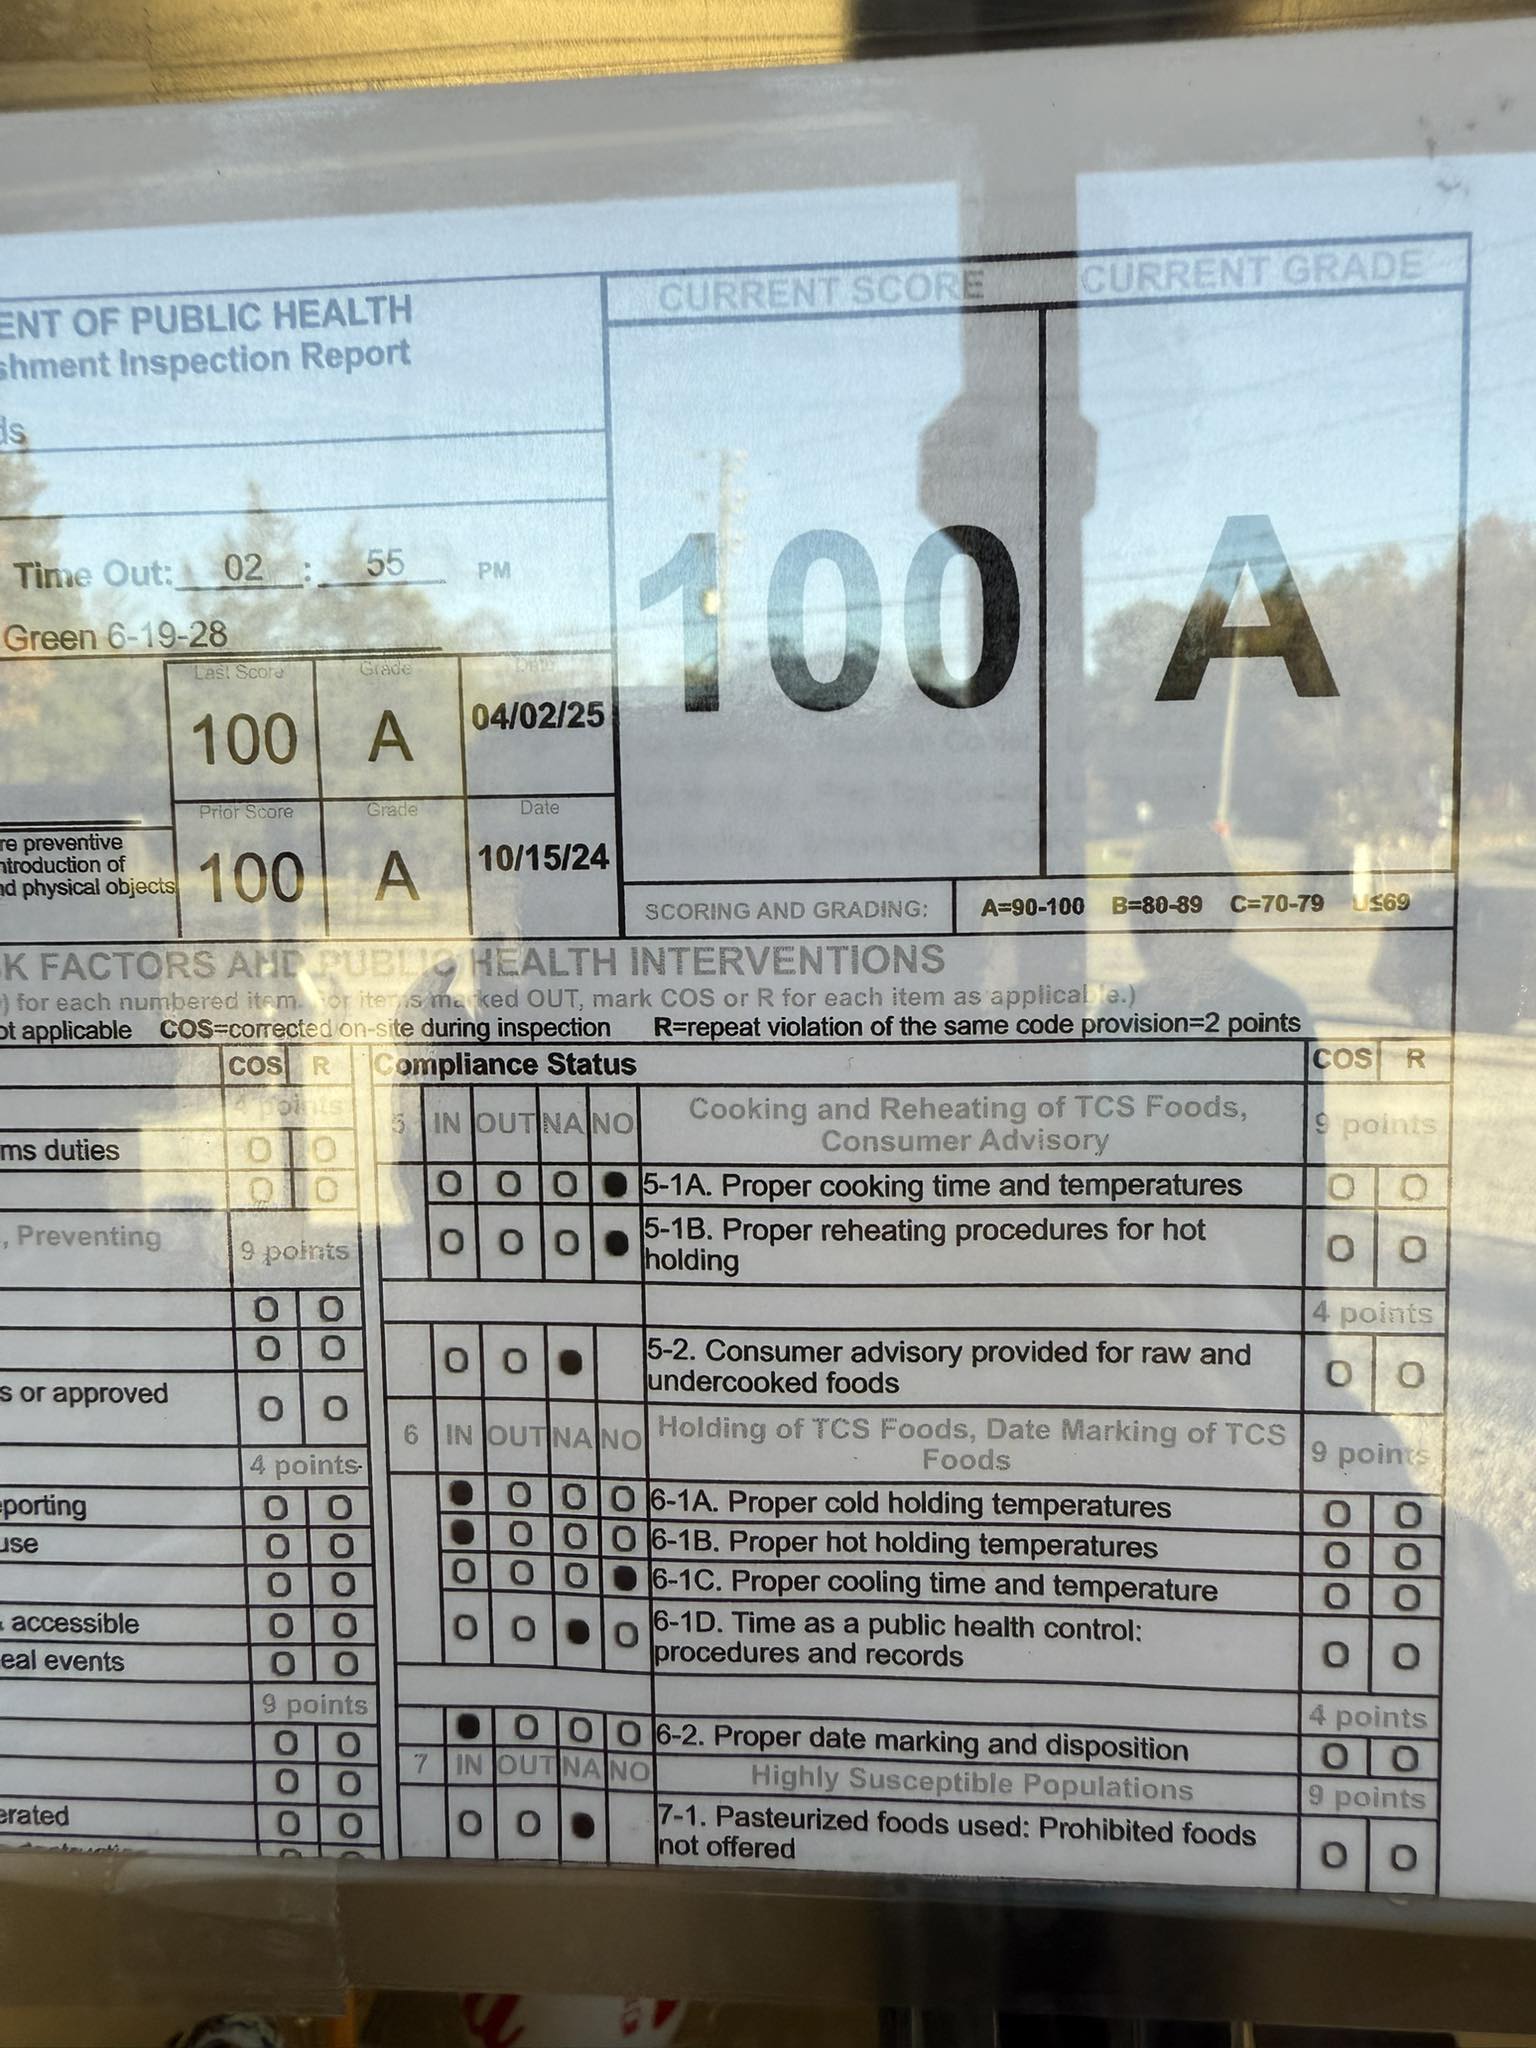 ENT OF PUBLIC HEALTH
shment Inspection Report
ds
Time Out: 02 : 55 PM
Green 6-19-28
CURRENT SCORE
CURRENT GRADE
100
A
Last Score
Grade
Date
100
A
04/02/25
Prior Score
Grade
Date
100
A
10/15/24
re preventive
ntroduction of
nd physical objects
SCORING AND GRADING:
A=90-100 B=80-89 C=70-79 U≤69
K FACTORS AND PUBLIC HEALTH INTERVENTIONS
) for each numbered item. For items marked OUT, mark COS or R for each item as applicable.)
ot applicable COS=corrected on-site during inspection R=repeat violation of the same code provision=2 points
COS R
4 points
ms duties O O
O O
, Preventing 9 points
O O
O O
s or approved O O
4 points
porting O O
use O O
O O
accessible O O
eal events O O
9 points
O O
O O
erated O O
Compliance Status COS R
5 IN OUT NA NO Cooking and Reheating of TCS Foods,
Consumer Advisory
9 points
O O O ● 5-1A. Proper cooking time and temperatures O O
O O O ● 5-1B. Proper reheating procedures for hot
holding
O O
4 points
O O ● 5-2. Consumer advisory provided for raw and
undercooked foods
O O
6 IN OUT NA NO Holding of TCS Foods, Date Marking of TCS
Foods
9 points
● O O O 6-1A. Proper cold holding temperatures O O
● O O O 6-1B. Proper hot holding temperatures O O
O O O ● 6-1C. Proper cooling time and temperature O O
O O ● O 6-1D. Time as a public health control:
procedures and records
O O
4 points
● O O O 6-2. Proper date marking and disposition O O
7 IN OUT NA NO Highly Susceptible Populations 9 points
O O ● 7-1. Pasteurized foods used: Prohibited foods
not offered
O O